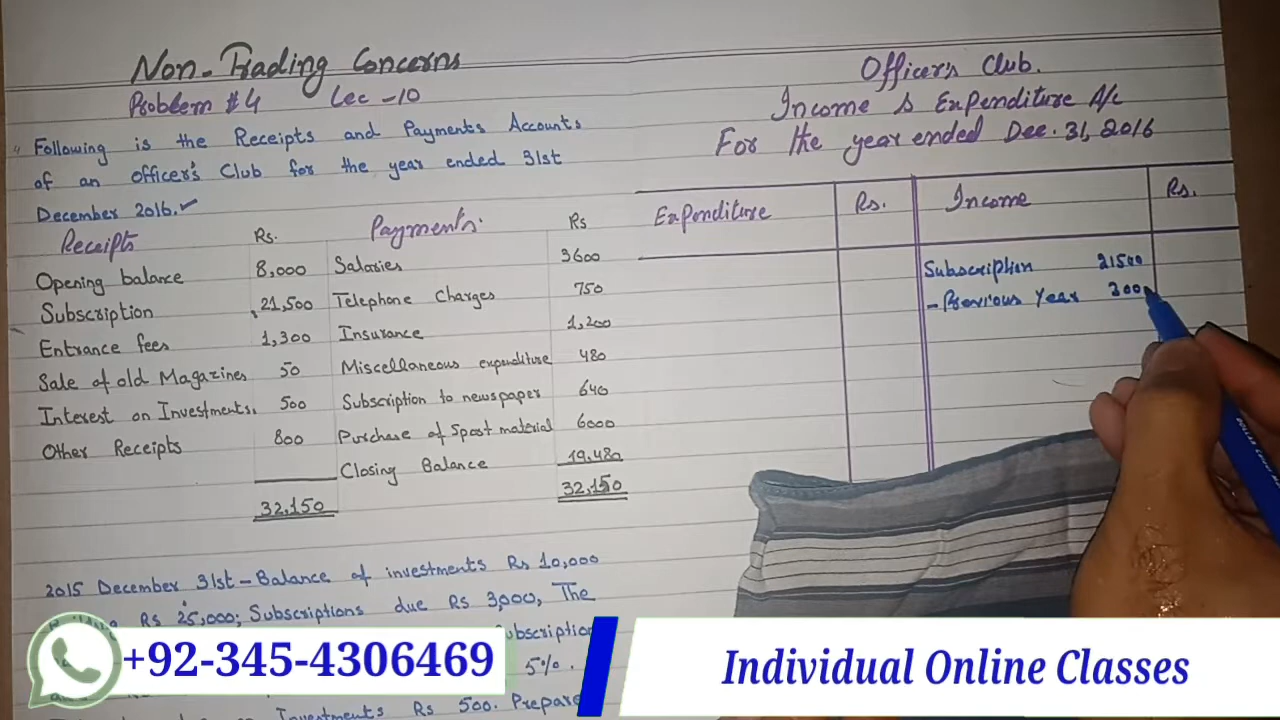 Non-Trading Concerns
Problem #4 Lec-10
Following is the Receipts and Payments Accounts
of an officer's Club for the year ended 31st
December 2016.
Receipts Rs. Payments. Rs
Opening balance 8,000 Salaries 3600
Subscription 21,500 Telephone Charges 750
Entrance fees 1,300 Insurance 1,200
Sale of old Magazines 50 Miscellaneous expenditure 480
Interest on Investments. 500 Subscription to newspaper 640
Other Receipts 800 Purchase of Sport material 6000
Closing Balance 19,480
32,150 32,150
2015 December 31st - Balance of investments Rs 10,000
Rs 25,000; Subscriptions due Rs 3,000, The
Subscription
5%.
Investments Rs 500. Prepare
Officer's Club.
Income & Expenditure A/c
For the year ended Dec. 31, 2016
Expenditure Rs. Income Rs.
Subscription 21500
- Previous Year 300
+92-345-4306469
Individual Online Classes